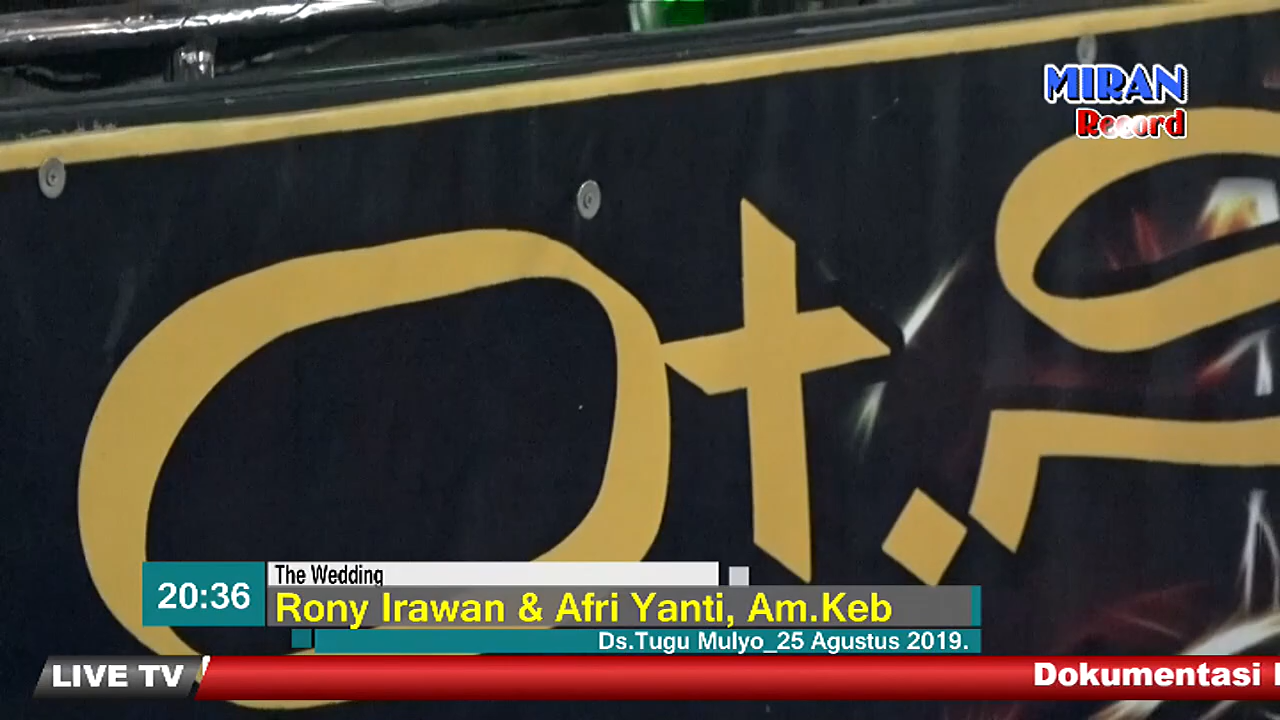 MIRAN
Record
Ot.S
20:36
The Wedding
Rony Irawan & Afri Yanti, Am.Keb
Ds.Tugu Mulyo_25 Agustus 2019.
LIVE TV
Dokumentasi